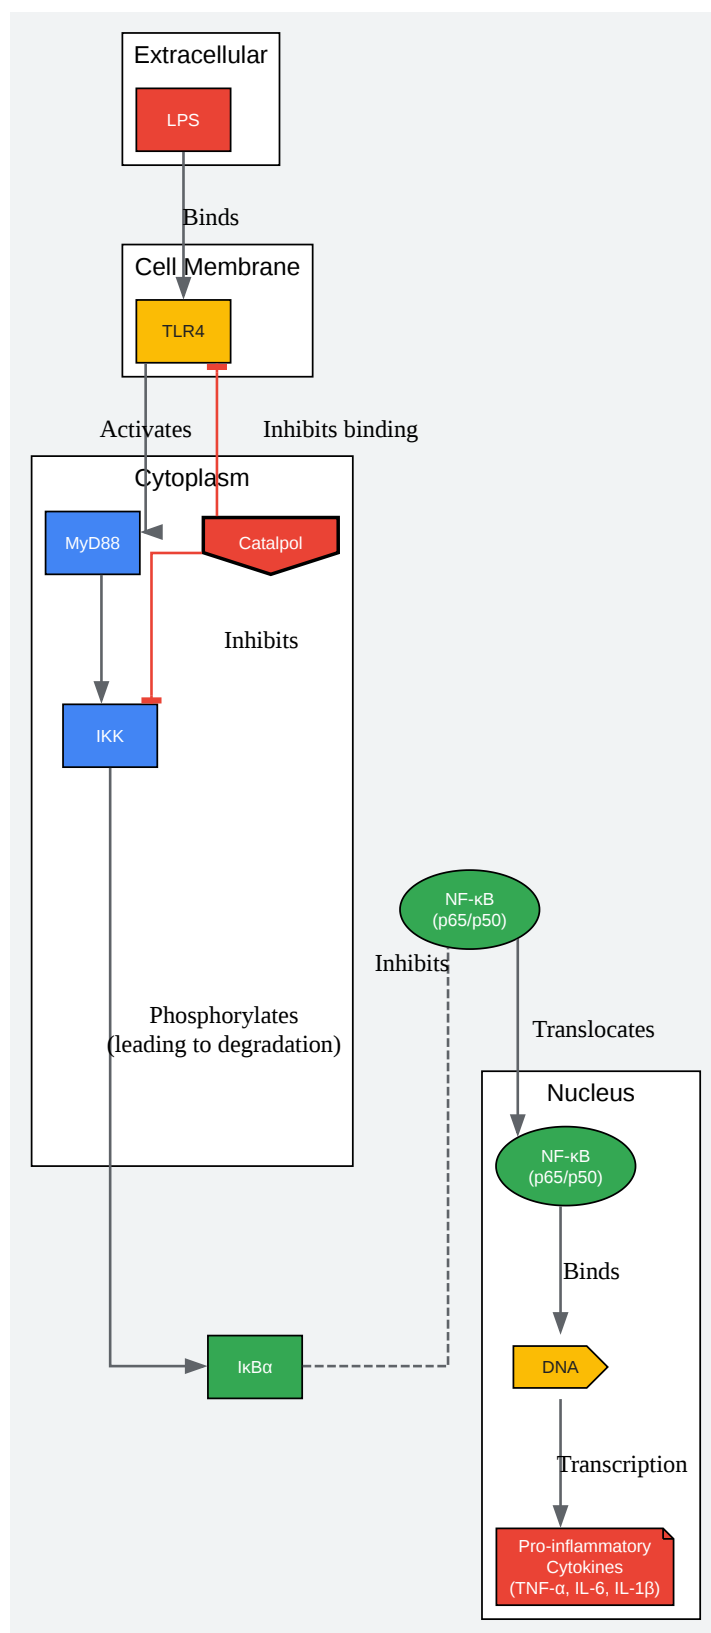 Extracellular
LPS
Binds
Cell Membrane
TLR4
Activates
Inhibits binding
Cytoplasm
MyD88
Catalpol
Inhibits
IKK
NF-κB
(p65/p50)
Inhibits
Phosphorylates
(leading to degradation)
Translocates
Nucleus
NF-κB
(p65/p50)
Binds
IκBα
DNA
Transcription
Pro-inflammatory
Cytokines
(TNF-α, IL-6, IL-1β)